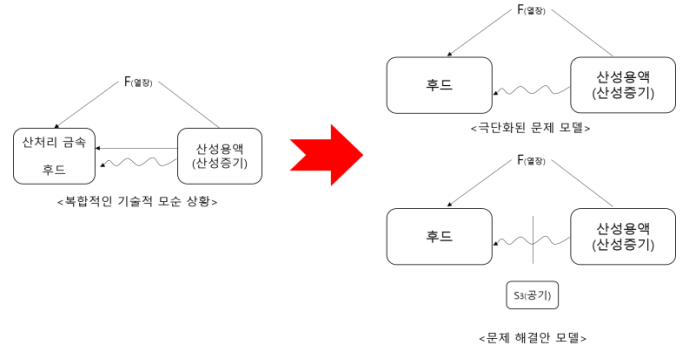 F(열장)
산처리 금속
후드
산성용액
(산성증기)
<복합적인 기술적 모순 상황>
F(열장)
후드
산성용액
(산성증기)
<극단화된 문제 모델>
F(열장)
후드
산성용액
(산성증기)
S3(공기)
<문제 해결안 모델>